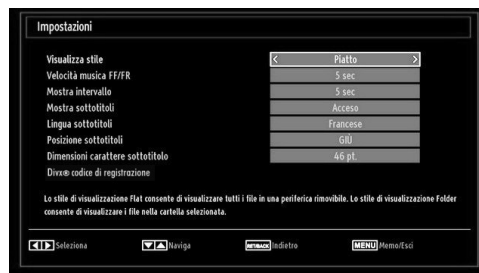 Impostazioni
Visualizza stile < Piatto >
Velocità musica FF/FR 5 sec
Mostra intervallo 5 sec
Mostra sottotitoli Acceso
Lingua sottotitoli Francese
Posizione sottotitoli GIÙ
Dimensioni carattere sottotitolo 46 pt.
Divx® codice di registrazione
Lo stile di visualizzazione Flat consente di visualizzare tutti i file in una periferica rimovibile. Lo stile di visualizzazione Folder
consente di visualizzare i file nella cartella selezionata.
Seleziona Naviga RET/BACK Indietro MENU Memo/Esci